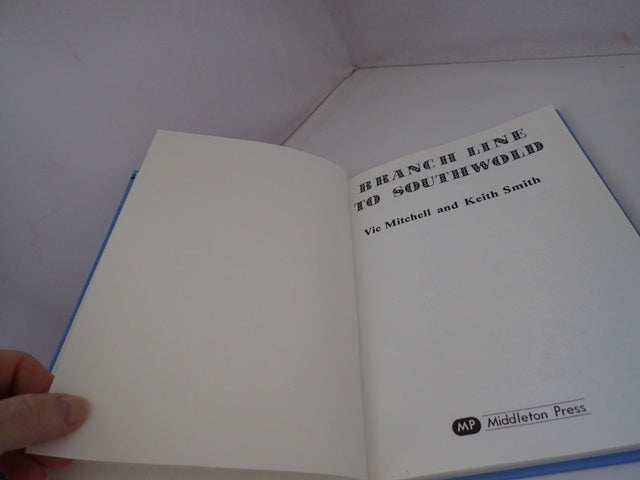 BRANCH LINE
TO SOUTHWOLD
Vic Mitchell and Keith Smith
MP Middleton Press